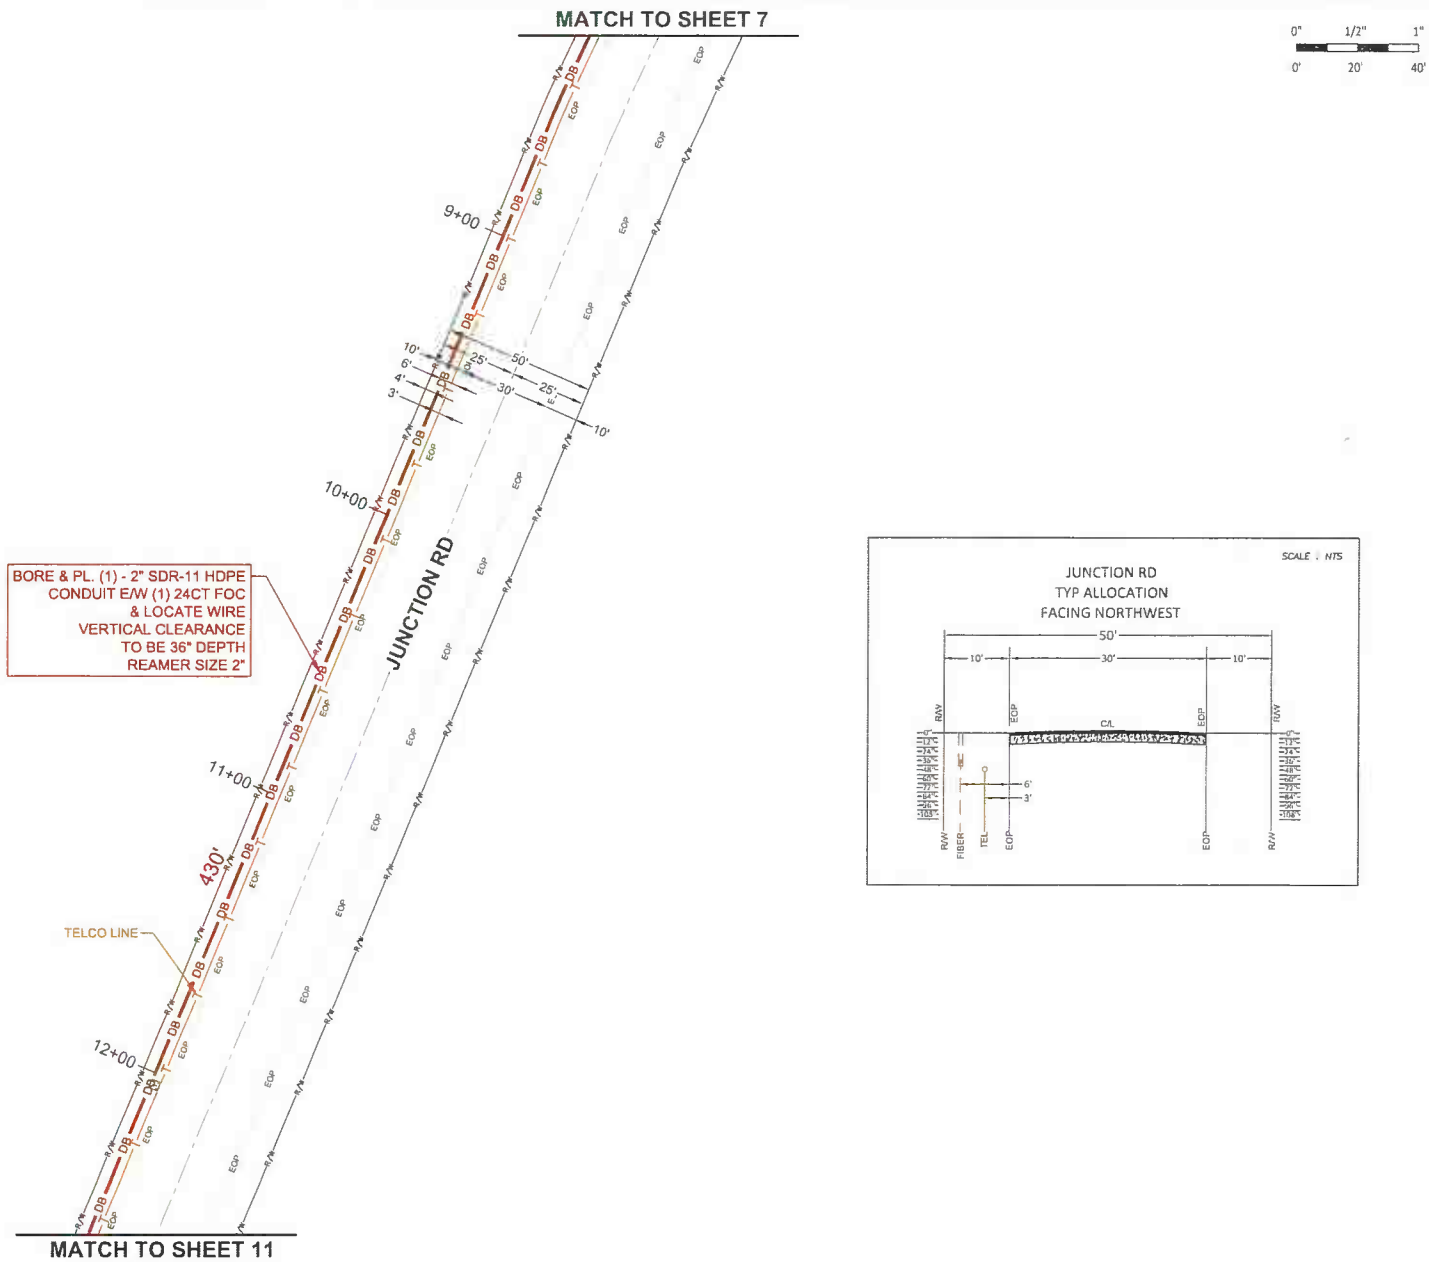 MATCH TO SHEET 7
0" 1/2" 1"
0' 20' 40'
R/W DB T EOP EOP R/W
9+00
10' 25' 50'
6' 30' 25'
4'
3' 10'
10+00
JUNCTION RD
BORE & PL. (1) - 2" SDR-11 HDPE
CONDUIT E/W (1) 24CT FOC
& LOCATE WIRE
VERTICAL CLEARANCE
TO BE 36" DEPTH
REAMER SIZE 2"
11+00
430'
TELCO LINE
12+00
MATCH TO SHEET 11
SCALE : NTS
JUNCTION RD
TYP ALLOCATION
FACING NORTHWEST
50'
10' 30' 10'
R/W EOP C/L EOP R/W
6'
3'
R/W FIBER TEL EOP EOP R/W